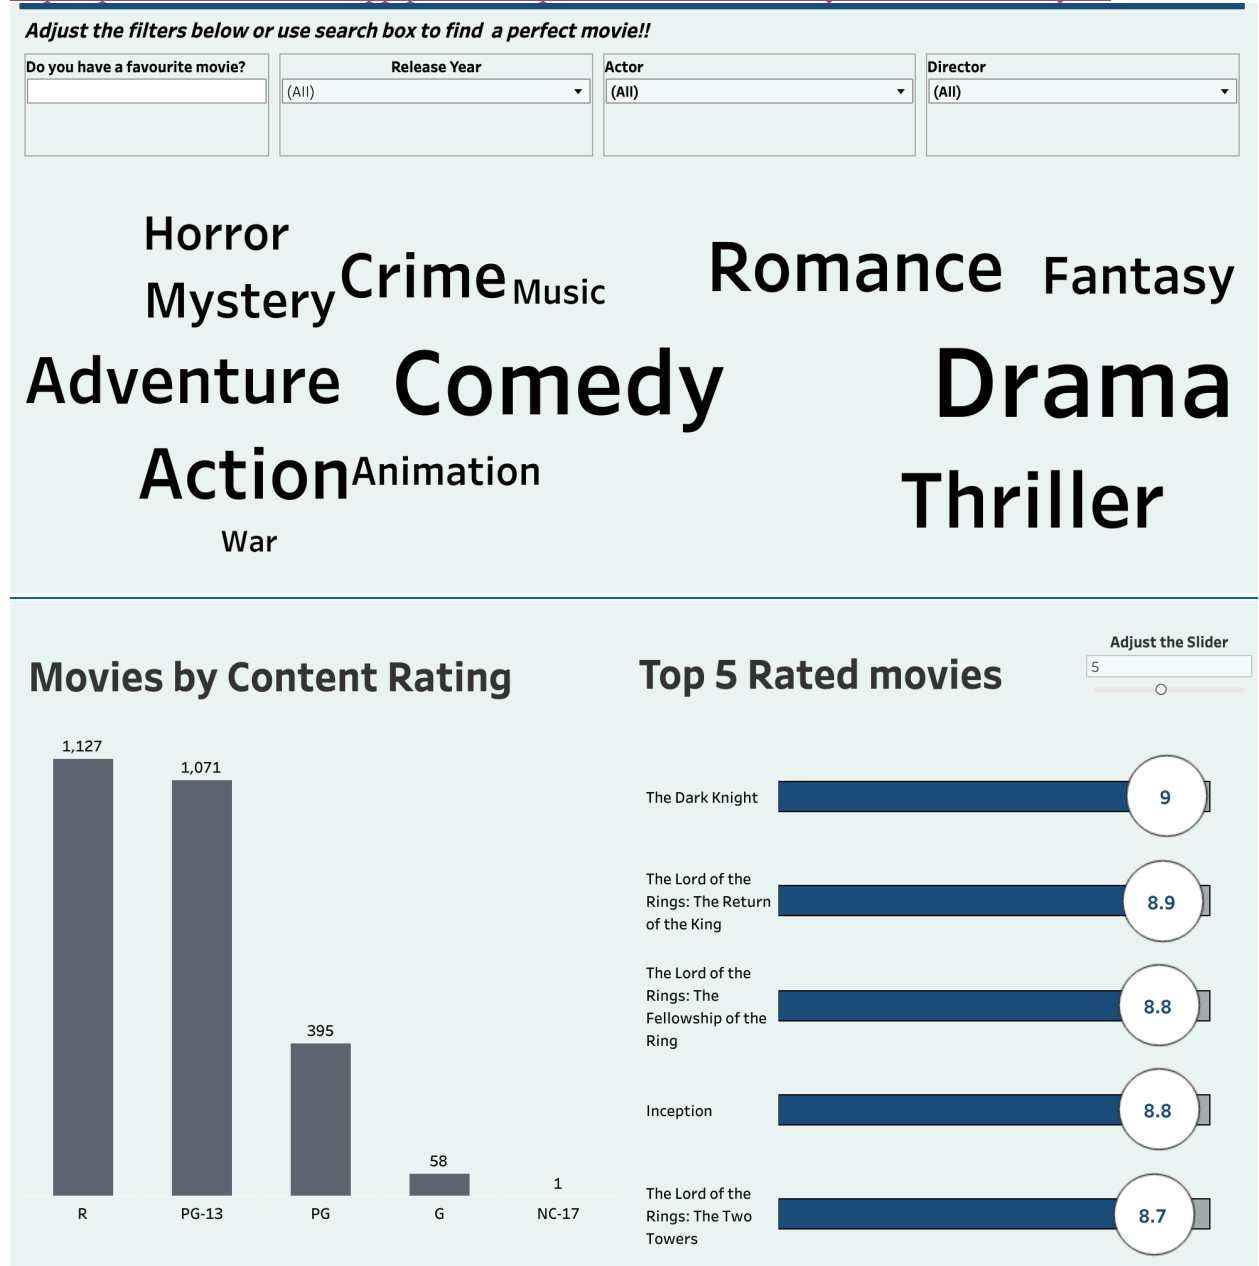 Adjust the filters below or use search box to find a perfect movie!!
Do you have a favourite movie?
Release Year
(All)
Actor
(All)
Director
(All)
Horror
Mystery
Crime
Music
Romance
Fantasy
Adventure
Comedy
Drama
Action
Animation
Thriller
War
Movies by Content Rating
1,127
1,071
395
58
1
R
PG-13
PG
G
NC-17
Top 5 Rated movies
Adjust the Slider
5
The Dark Knight
9
The Lord of the
Rings: The Return
of the King
8.9
The Lord of the
Rings: The
Fellowship of the
Ring
8.8
Inception
8.8
The Lord of the
Rings: The Two
Towers
8.7